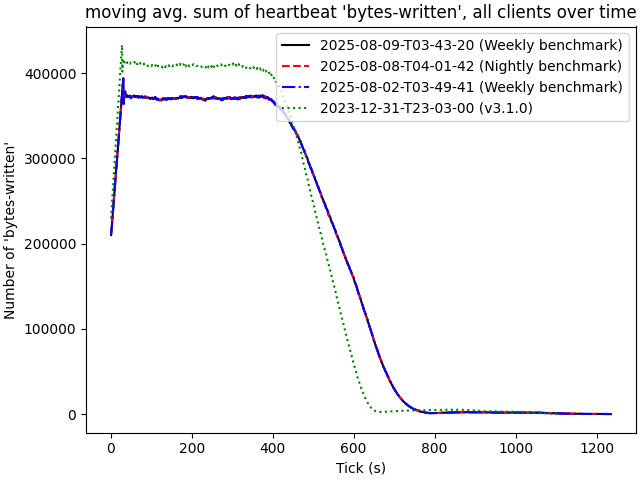 moving avg. sum of heartbeat 'bytes-written', all clients over time
2025-08-09-T03-43-20 (Weekly benchmark)
2025-08-08-T04-01-42 (Nightly benchmark)
2025-08-02-T03-49-41 (Weekly benchmark)
2023-12-31-T23-03-00 (v3.1.0)
Number of 'bytes-written'
400000
300000
200000
100000
0
0 200 400 600 800 1000 1200
Tick (s)